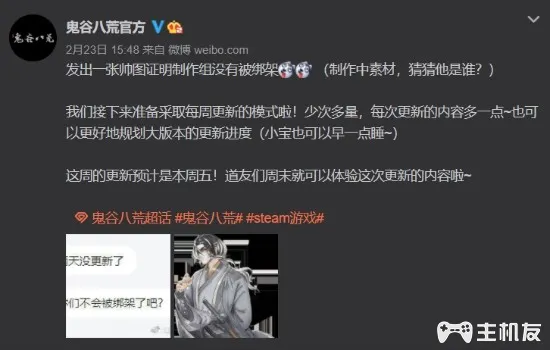 鬼谷八荒
鬼谷八荒官方
2月23日 15:48 来自 微博 weibo.com
发出一张帅图证明制作组没有被绑架（制作中素材，猜猜他是谁？）
我们接下来准备采取每周更新的模式啦！少次多量，每次更新的内容多一点~也可
以更好地规划大版本的更新进度（小宝也可以早一点睡~）
这周的更新预计是本周五！道友们周末就可以体验这次更新的内容啦~
鬼谷八荒超话 #鬼谷八荒# #steam游戏#
天没更新了
们不会被绑架了吧?
主机友